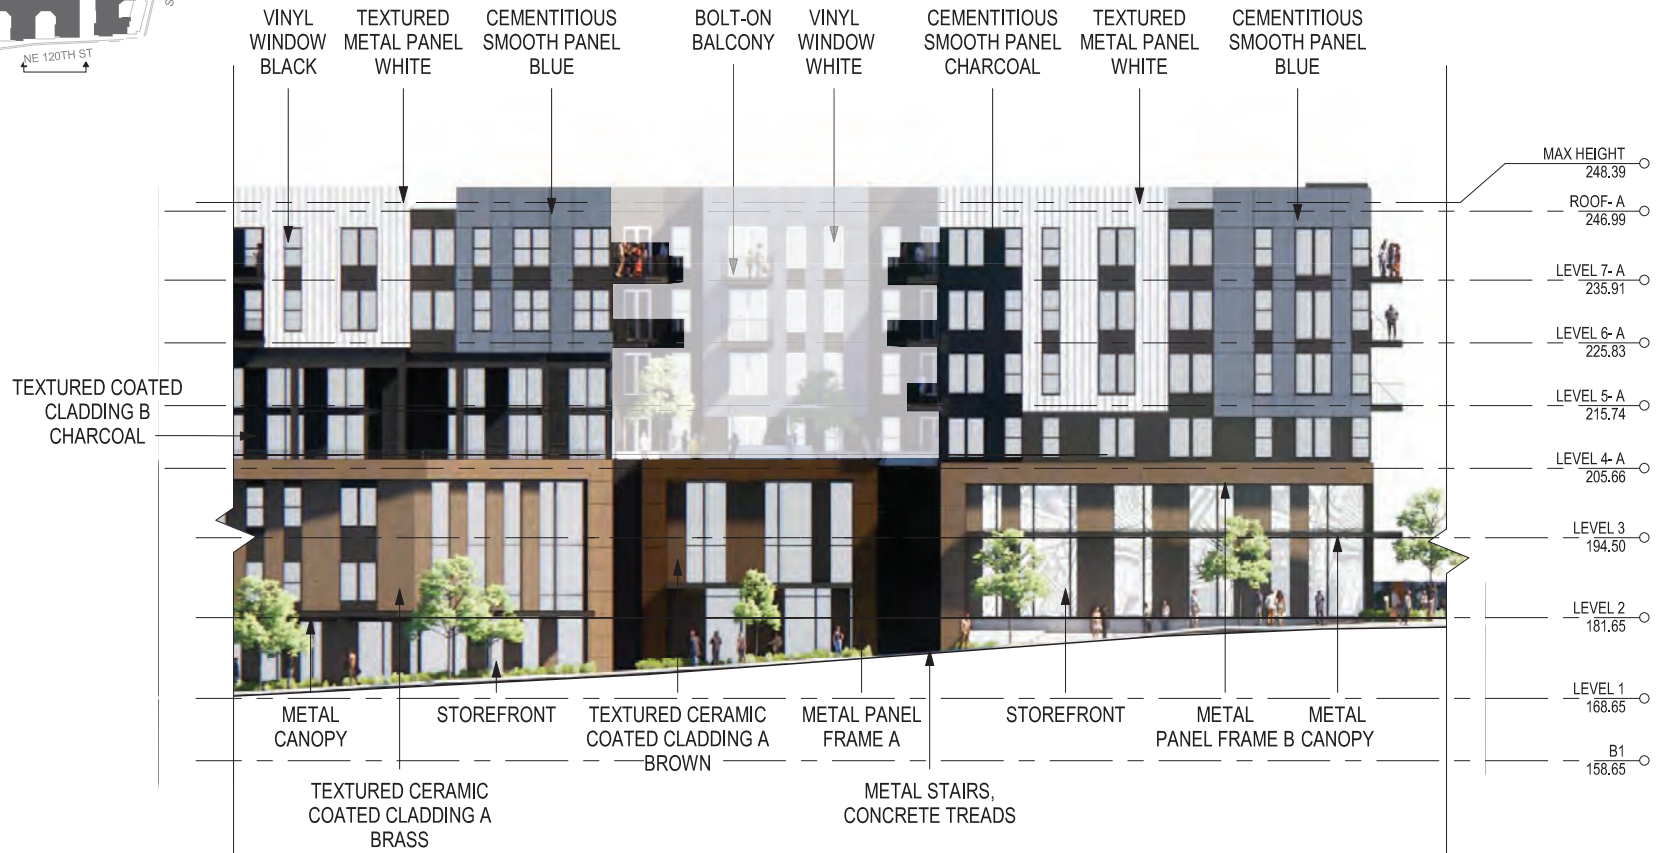 S
NE 120TH ST
VINYL
WINDOW
BLACK
TEXTURED
METAL PANEL
WHITE
CEMENTITIOUS
SMOOTH PANEL
BLUE
BOLT-ON
BALCONY
VINYL
WINDOW
WHITE
CEMENTITIOUS
SMOOTH PANEL
CHARCOAL
TEXTURED
METAL PANEL
WHITE
CEMENTITIOUS
SMOOTH PANEL
BLUE
MAX HEIGHT
248.39
ROOF- A
246.99
LEVEL 7- A
235.91
LEVEL 6- A
225.83
LEVEL 5- A
215.74
LEVEL 4- A
205.66
LEVEL 3
194.50
LEVEL 2
181.65
LEVEL 1
168.65
B1
158.65
TEXTURED COATED
CLADDING B
CHARCOAL
METAL
CANOPY
STOREFRONT
TEXTURED CERAMIC
COATED CLADDING A
BROWN
METAL PANEL
FRAME A
STOREFRONT
METAL
PANEL FRAME B
METAL
CANOPY
TEXTURED CERAMIC
COATED CLADDING A
BRASS
METAL STAIRS,
CONCRETE TREADS